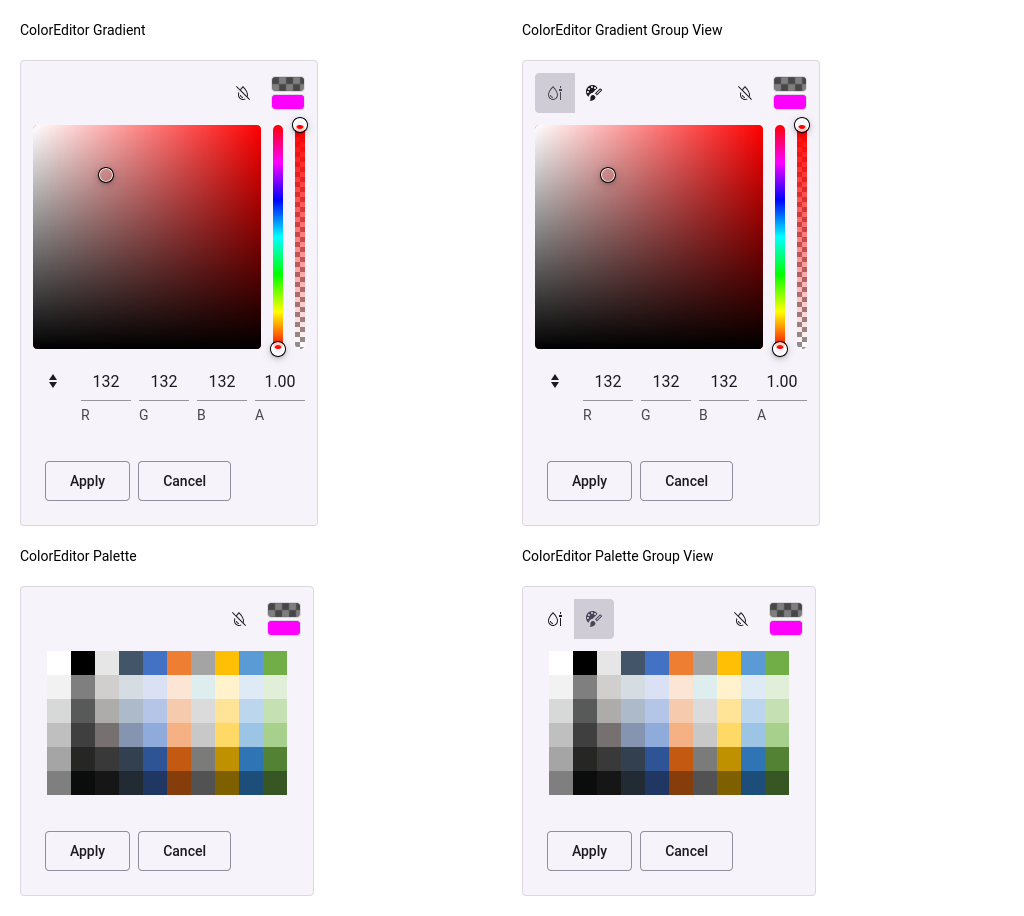 ColorEditor Gradient
ColorEditor Gradient Group View
132 132 132 1.00
R G B A
Apply Cancel
132 132 132 1.00
R G B A
Apply Cancel
ColorEditor Palette
ColorEditor Palette Group View
Apply Cancel
Apply Cancel